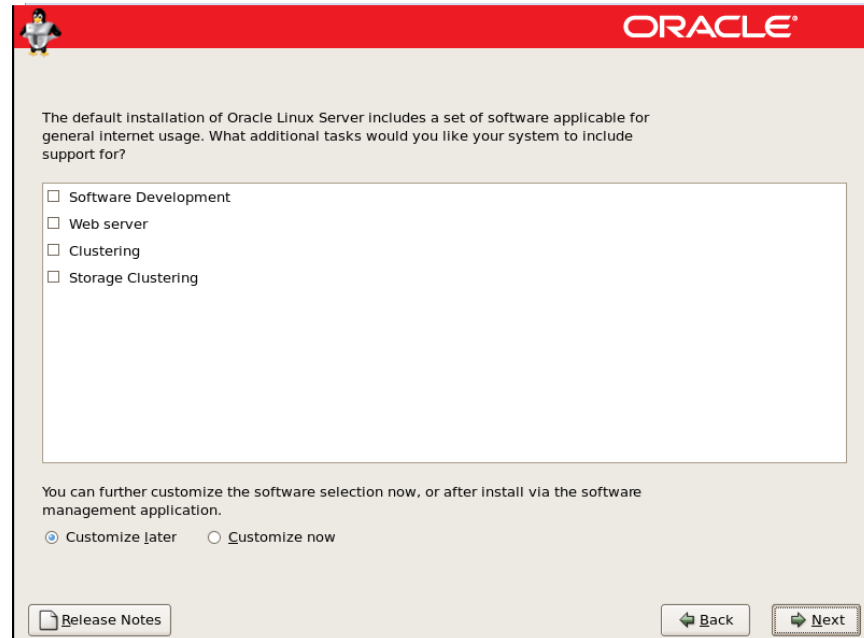 ORACLE®
The default installation of Oracle Linux Server includes a set of software applicable for
general internet usage. What additional tasks would you like your system to include
support for?
Software Development
Web server
Clustering
Storage Clustering
You can further customize the software selection now, or after install via the software
management application.
Customize later Customize now
Release Notes Back Next